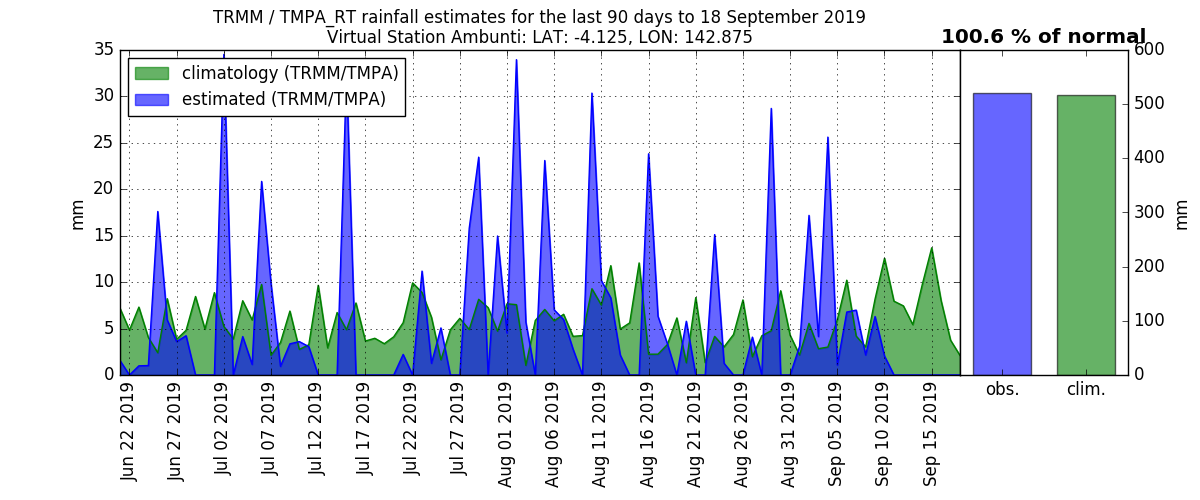 TRMM / TMPA_RT rainfall estimates for the last 90 days to 18 September 2019
Virtual Station Ambunti: LAT: -4.125, LON: 142.875
100.6 % of normal
climatology (TRMM/TMPA)
estimated (TRMM/TMPA)
35
30
25
20
15
10
5
0
mm
600
500
400
300
200
100
0
mm
Jun 22 2019
Jun 27 2019
Jul 02 2019
Jul 07 2019
Jul 12 2019
Jul 17 2019
Jul 22 2019
Jul 27 2019
Aug 01 2019
Aug 06 2019
Aug 11 2019
Aug 16 2019
Aug 21 2019
Aug 26 2019
Aug 31 2019
Sep 05 2019
Sep 10 2019
Sep 15 2019
obs.
clim.